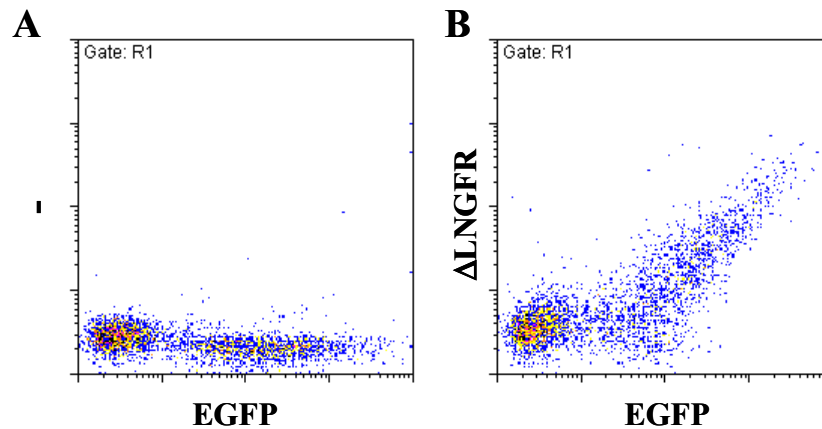 A
B
Gate: R1
Gate: R1
-
ΔLNGFR
EGFP
EGFP